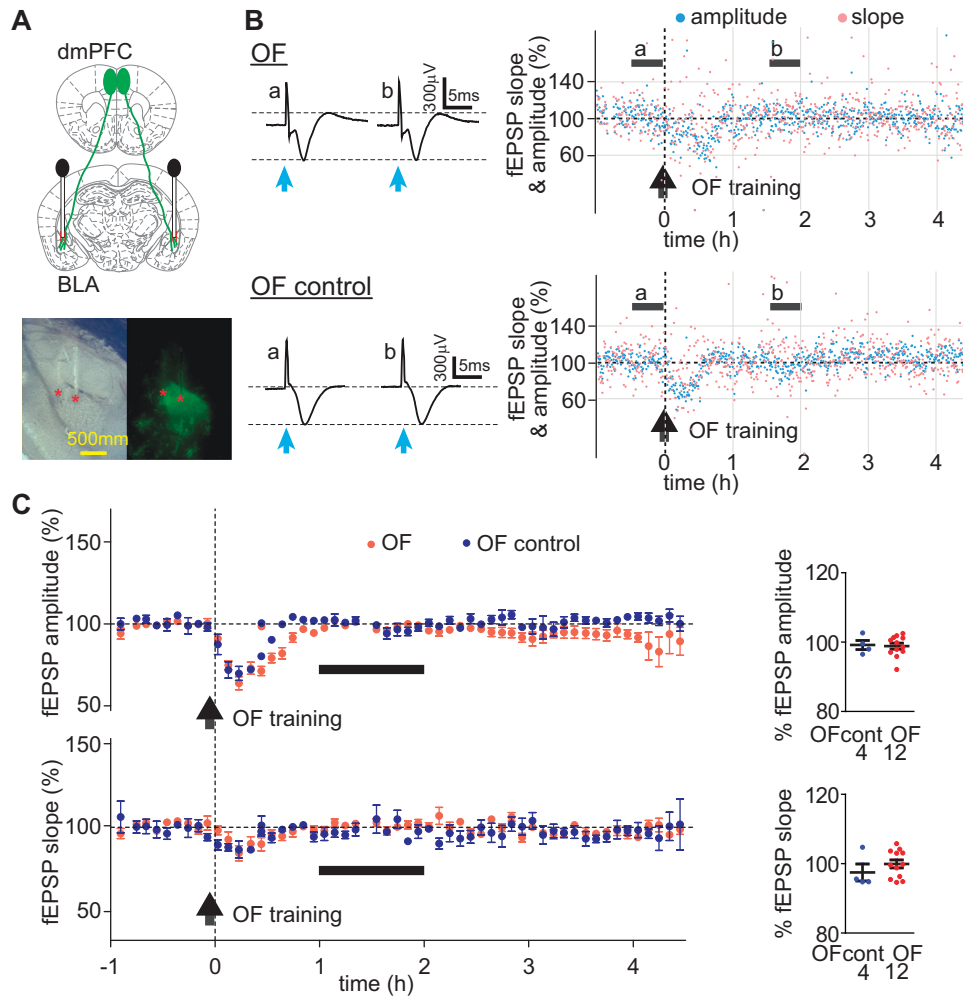 A
dmPFC
BLA
500mm
B
OF
a
b
300μV
5ms
amplitude
slope
fEPSP slope
& amplitude (%)
140
100
60
a
b
OF training
0
1
2
3
4
time (h)
OF control
a
b
300μV
5ms
fEPSP slope
& amplitude (%)
140
100
60
a
b
OF training
0
1
2
3
4
time (h)
C
fEPSP amplitude (%)
150
100
50
OF
OF control
OF training
fEPSP slope (%)
150
100
50
OF training
-1
0
1
2
3
4
time (h)
% fEPSP amplitude
120
100
80
OFcont OF
4 12
% fEPSP slope
120
100
80
OFcont OF
4 12